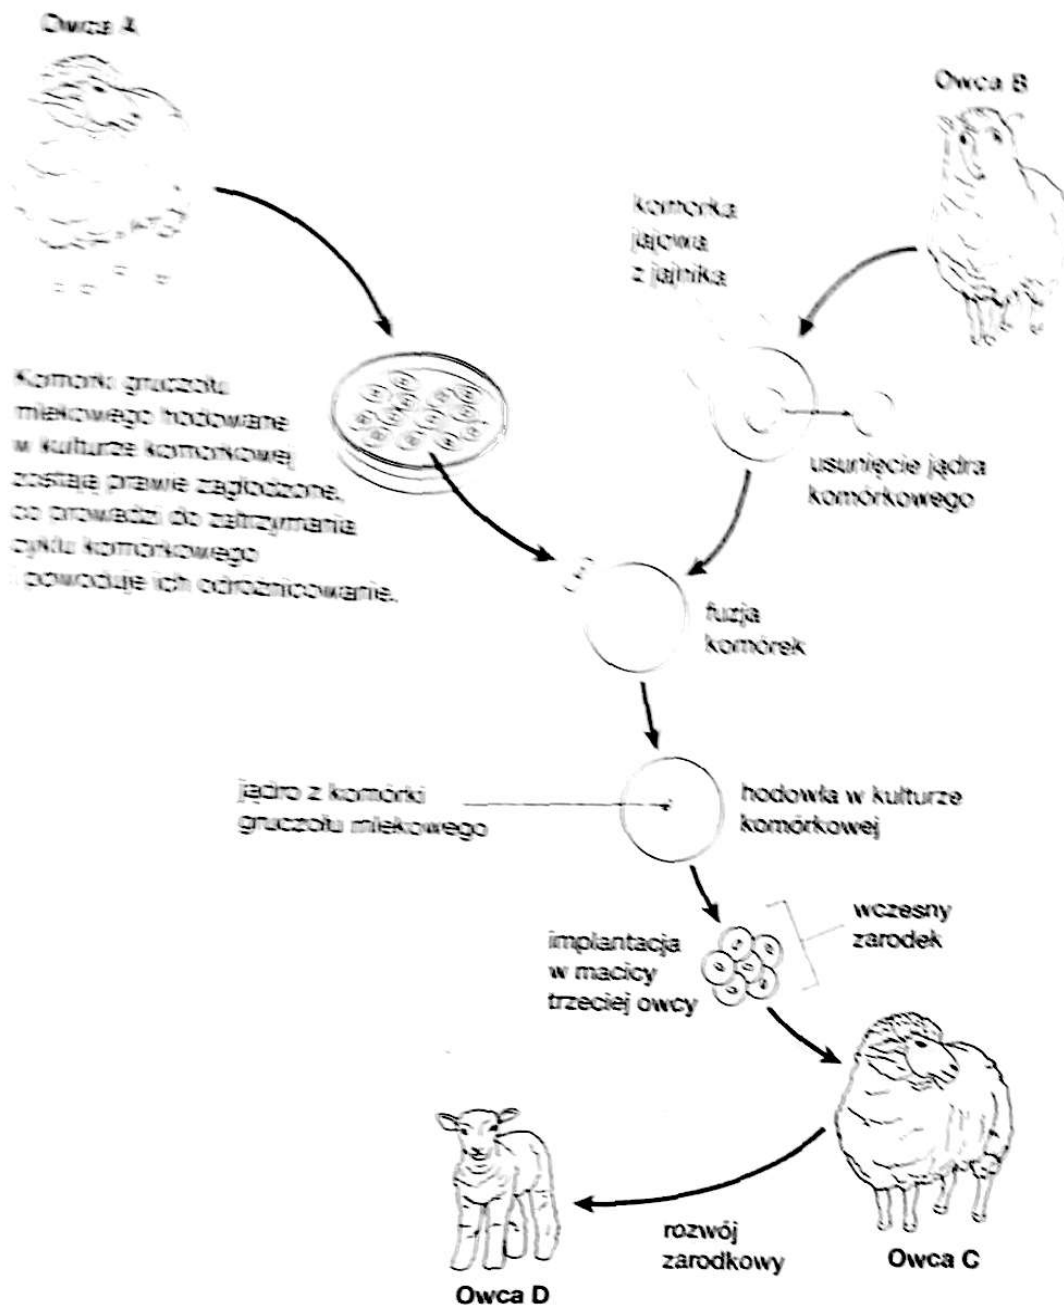 Owca A
Owca B
komórka
jajowa
z jajnika
Komórki gruczołu
mlekowego hodowane
w kulturze komórkowej
zostają prawie zagłodzone,
co prowadzi do zatrzymania
cyklu komórkowego
i powoduje ich odróżnicowanie.
usunięcie jądra
komórkowego
fuzja
komórek
jądro z komórki
gruczołu mlekowego
hodowla w kulturze
komórkowej
wczesny
zarodek
implantacja
w macicy
trzeciej owcy
rozwój
zarodkowy
Owca C
Owca D